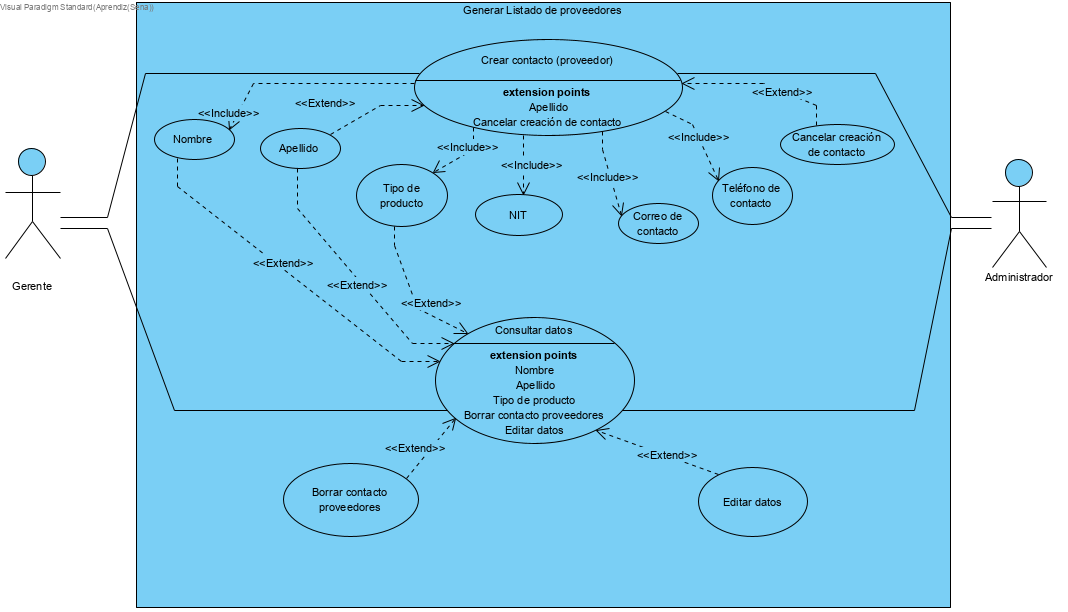 Visual Paradigm Standard(Aprendiz(Sena))
Generar Listado de proveedores
Crear contacto (proveedor)
extension points
Apellido
Cancelar creación de contacto
<<Include>>
<<Extend>>
<<Extend>>
Nombre
Apellido
<<Include>>
<<Include>>
<<Include>>
<<Include>>
Cancelar creación
de contacto
Tipo de
producto
NIT
Correo de
contacto
Teléfono de
contacto
Gerente
Administrador
<<Extend>>
<<Extend>>
<<Extend>>
Consultar datos
extension points
Nombre
Apellido
Tipo de producto
Borrar contacto proveedores
Editar datos
<<Extend>>
<<Extend>>
Borrar contacto
proveedores
Editar datos